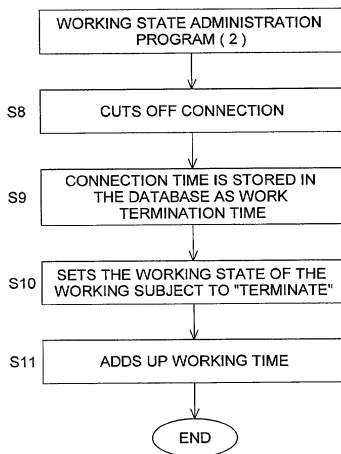 WORKING STATE ADMINISTRATION
PROGRAM ( 2 )
S8
CUTS OFF CONNECTION
S9
CONNECTION TIME IS STORED IN
THE DATABASE AS WORK
TERMINATION TIME
S10
SETS THE WORKING STATE OF THE
WORKING SUBJECT TO "TERMINATE"
S11
ADDS UP WORKING TIME
END